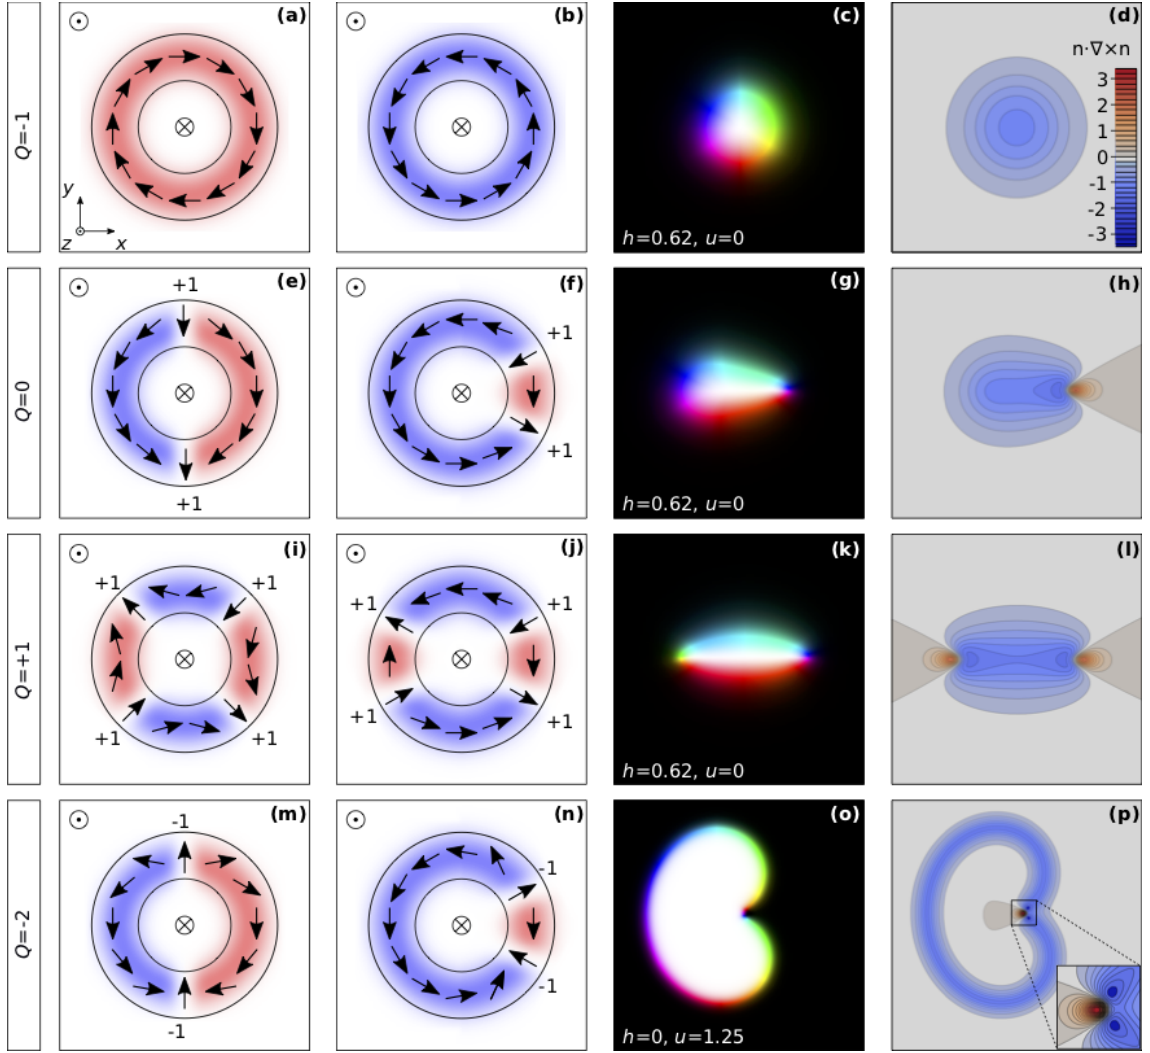 Q=-1
(a)
y
z
x
(b)
(c)
h=0.62, u=0
(d)
n·∇×n
3
2
1
0
-1
-2
-3
Q=0
(e)
+1
+1
(f)
+1
+1
(g)
h=0.62, u=0
(h)
Q=+1
(i)
+1
+1
+1
+1
(j)
+1
+1
+1
+1
(k)
h=0.62, u=0
(l)
Q=-2
(m)
-1
-1
(n)
-1
-1
(o)
h=0, u=1.25
(p)